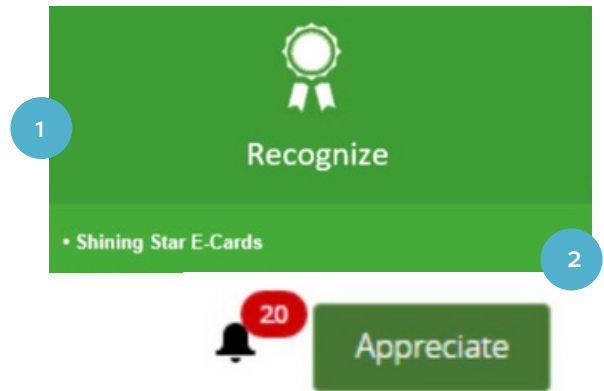 1
Recognize
• Shining Star E-Cards
2
20
Appreciate